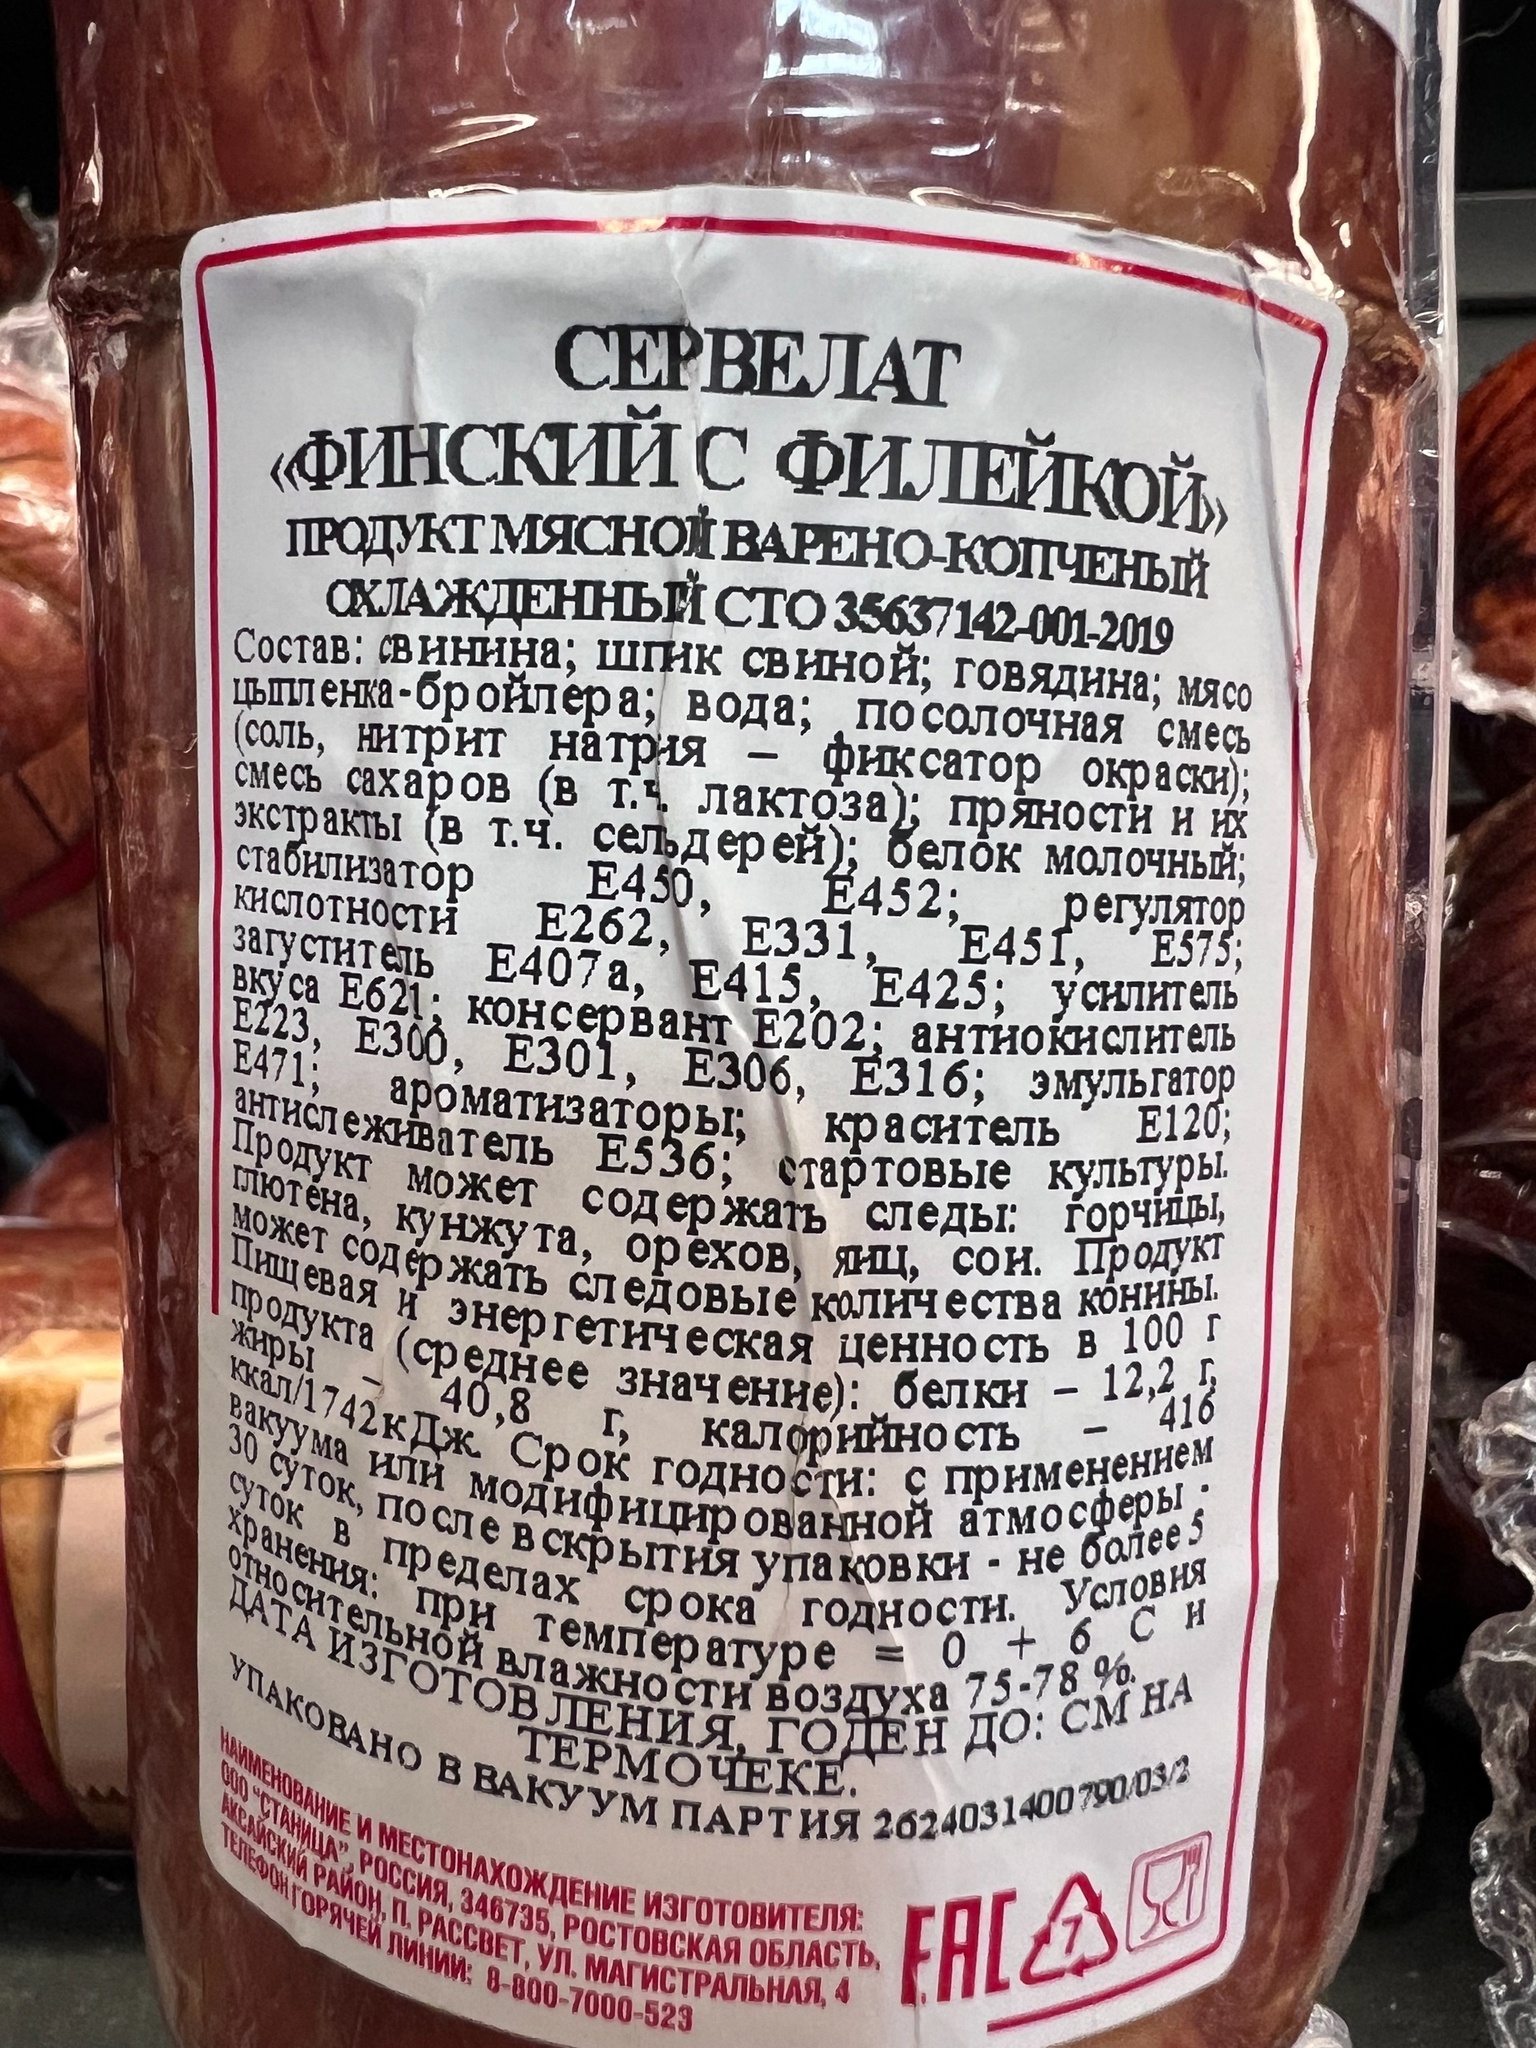 СЕРВЕЛАТ
«ФИНСКИЙ С ФИЛЕЙКОЙ»
ПРОДУКТ МЯСНОЙ ВАРЕНО-КОПЧЕНЫЙ
ОХЛАЖДЕННЫЙ СТО 35637142-001-2019
Состав: свинина; шпик свиной; говядина; мясо
цыпленка-бройлера; вода; посолочная смесь
(соль, нитрит натрия – фиксатор окраски);
смесь сахаров (в т.ч. лактоза); пряности и их
экстракты (в т.ч. сельдерей); белок молочный;
стабилизатор Е450, Е452; регулятор
кислотности Е262, Е331, Е451, Е575;
загуститель Е407а, Е415, Е425; усилитель
вкуса Е621; консервант Е202; антиокислитель
Е223, Е300, Е301, Е306, Е316; эмульгатор
Е471; ароматизаторы; краситель Е120;
антислеживатель Е536; стартовые культуры.
Продукт может содержать следы: горчицы,
глютена, кунжута, орехов, яиц, сои. Продукт
может содержать следовые количества конины.
Пищевая и энергетическая ценность в 100 г
продукта (среднее значение): белки – 12,2 г,
жиры – 40,8 г, калорийность – 416
ккал/1742кДж. Срок годности: с применением
вакуума или модифицированной атмосферы -
30 суток, после вскрытия упаковки - не более 5
суток в пределах срока годности. Условия
хранения: при температуре = 0 + 6 С и
относительной влажности воздуха 75-78 %.
ДАТА ИЗГОТОВЛЕНИЯ, ГОДЕН ДО: СМ НА
ТЕРМОЧЕКЕ.
УПАКОВАНО В ВАКУУМ ПАРТИЯ 2624031400790/03/2
НАИМЕНОВАНИЕ И МЕСТОНАХОЖДЕНИЕ ИЗГОТОВИТЕЛЯ:
ООО "СТАНИЦА", РОССИЯ, 346735, РОСТОВСКАЯ ОБЛАСТЬ,
АКСАЙСКИЙ РАЙОН, П. РАССВЕТ, УЛ. МАГИСТРАЛЬНАЯ, 4
ТЕЛЕФОН ГОРЯЧЕЙ ЛИНИИ: 8-800-7000-523
ЕАС
7